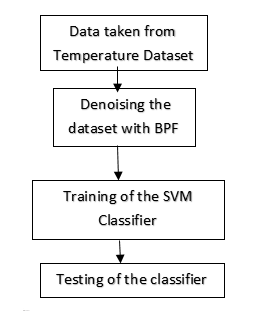 Data taken from
Temperature Dataset
Denoising the
dataset with BPF
Training of the SVM
Classifier
Testing of the classifier